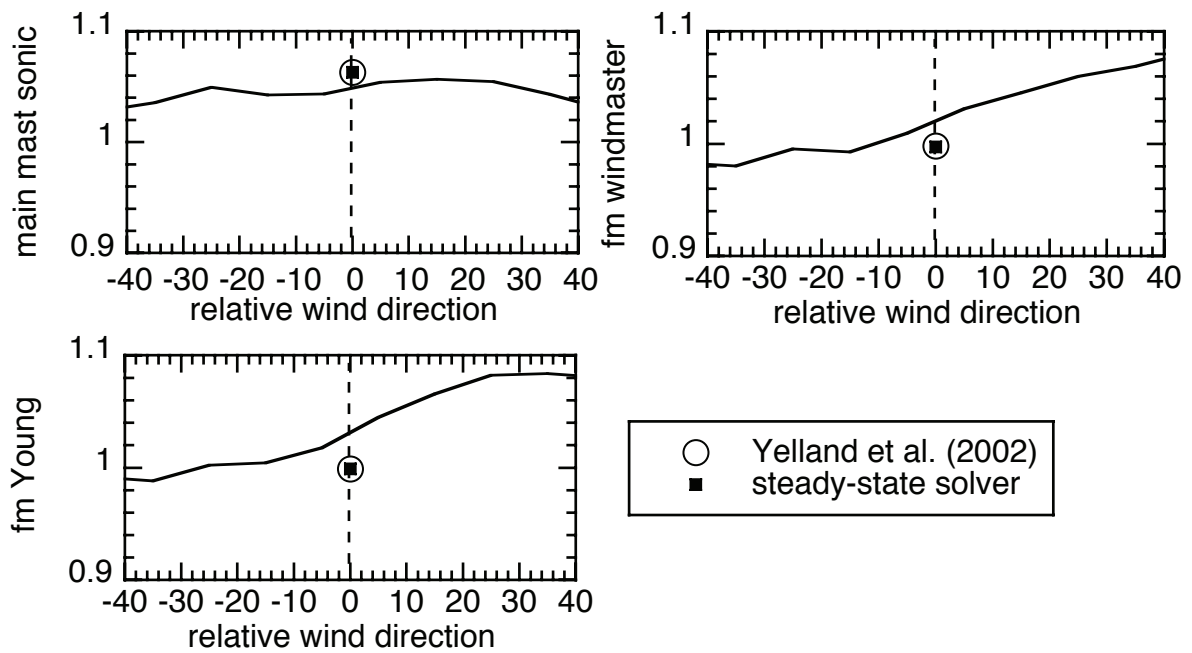 main mast sonic
1.1
1
0.9
-40 -30 -20 -10 0 10 20 30 40
relative wind direction
fm windmaster
1.1
1
0.9
-40 -30 -20 -10 0 10 20 30 40
relative wind direction
fm Young
1.1
1
0.9
-40 -30 -20 -10 0 10 20 30 40
relative wind direction
Yelland et al. (2002)
steady-state solver